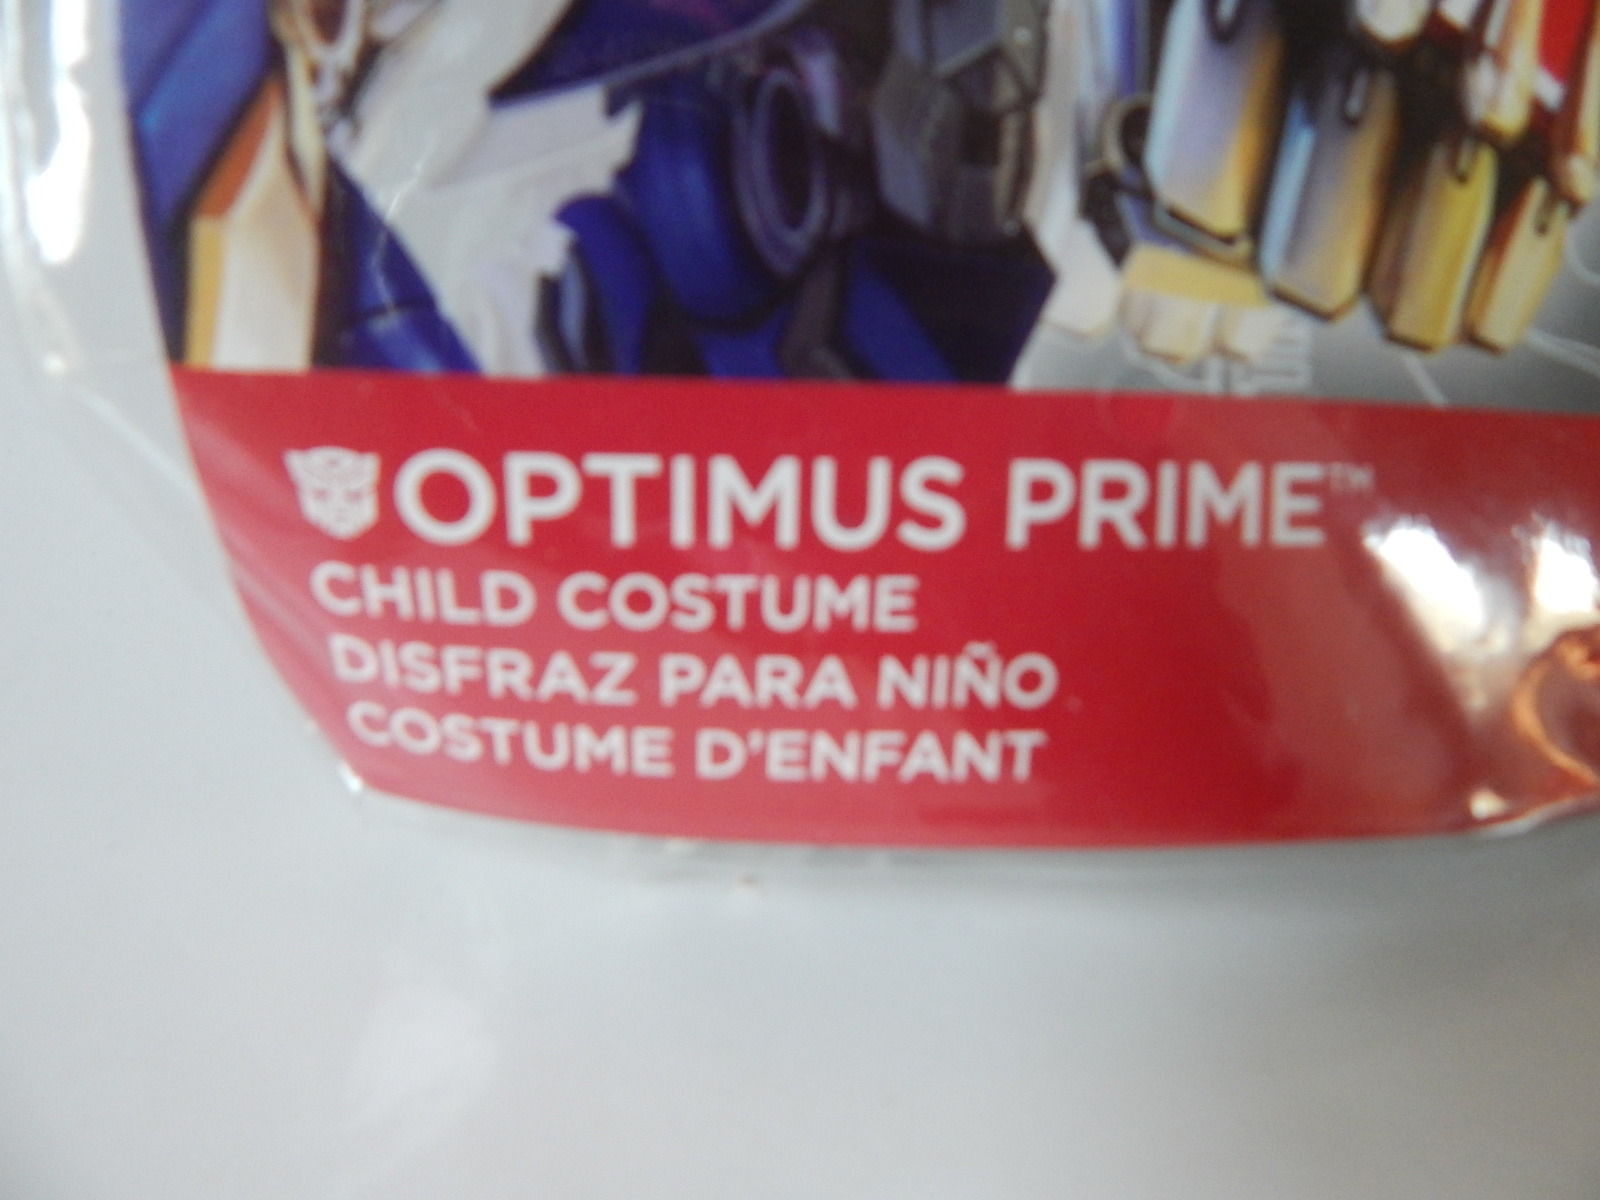 OPTIMUS PRIME™
CHILD COSTUME
DISFRAZ PARA NIÑO
COSTUME D'ENFANT